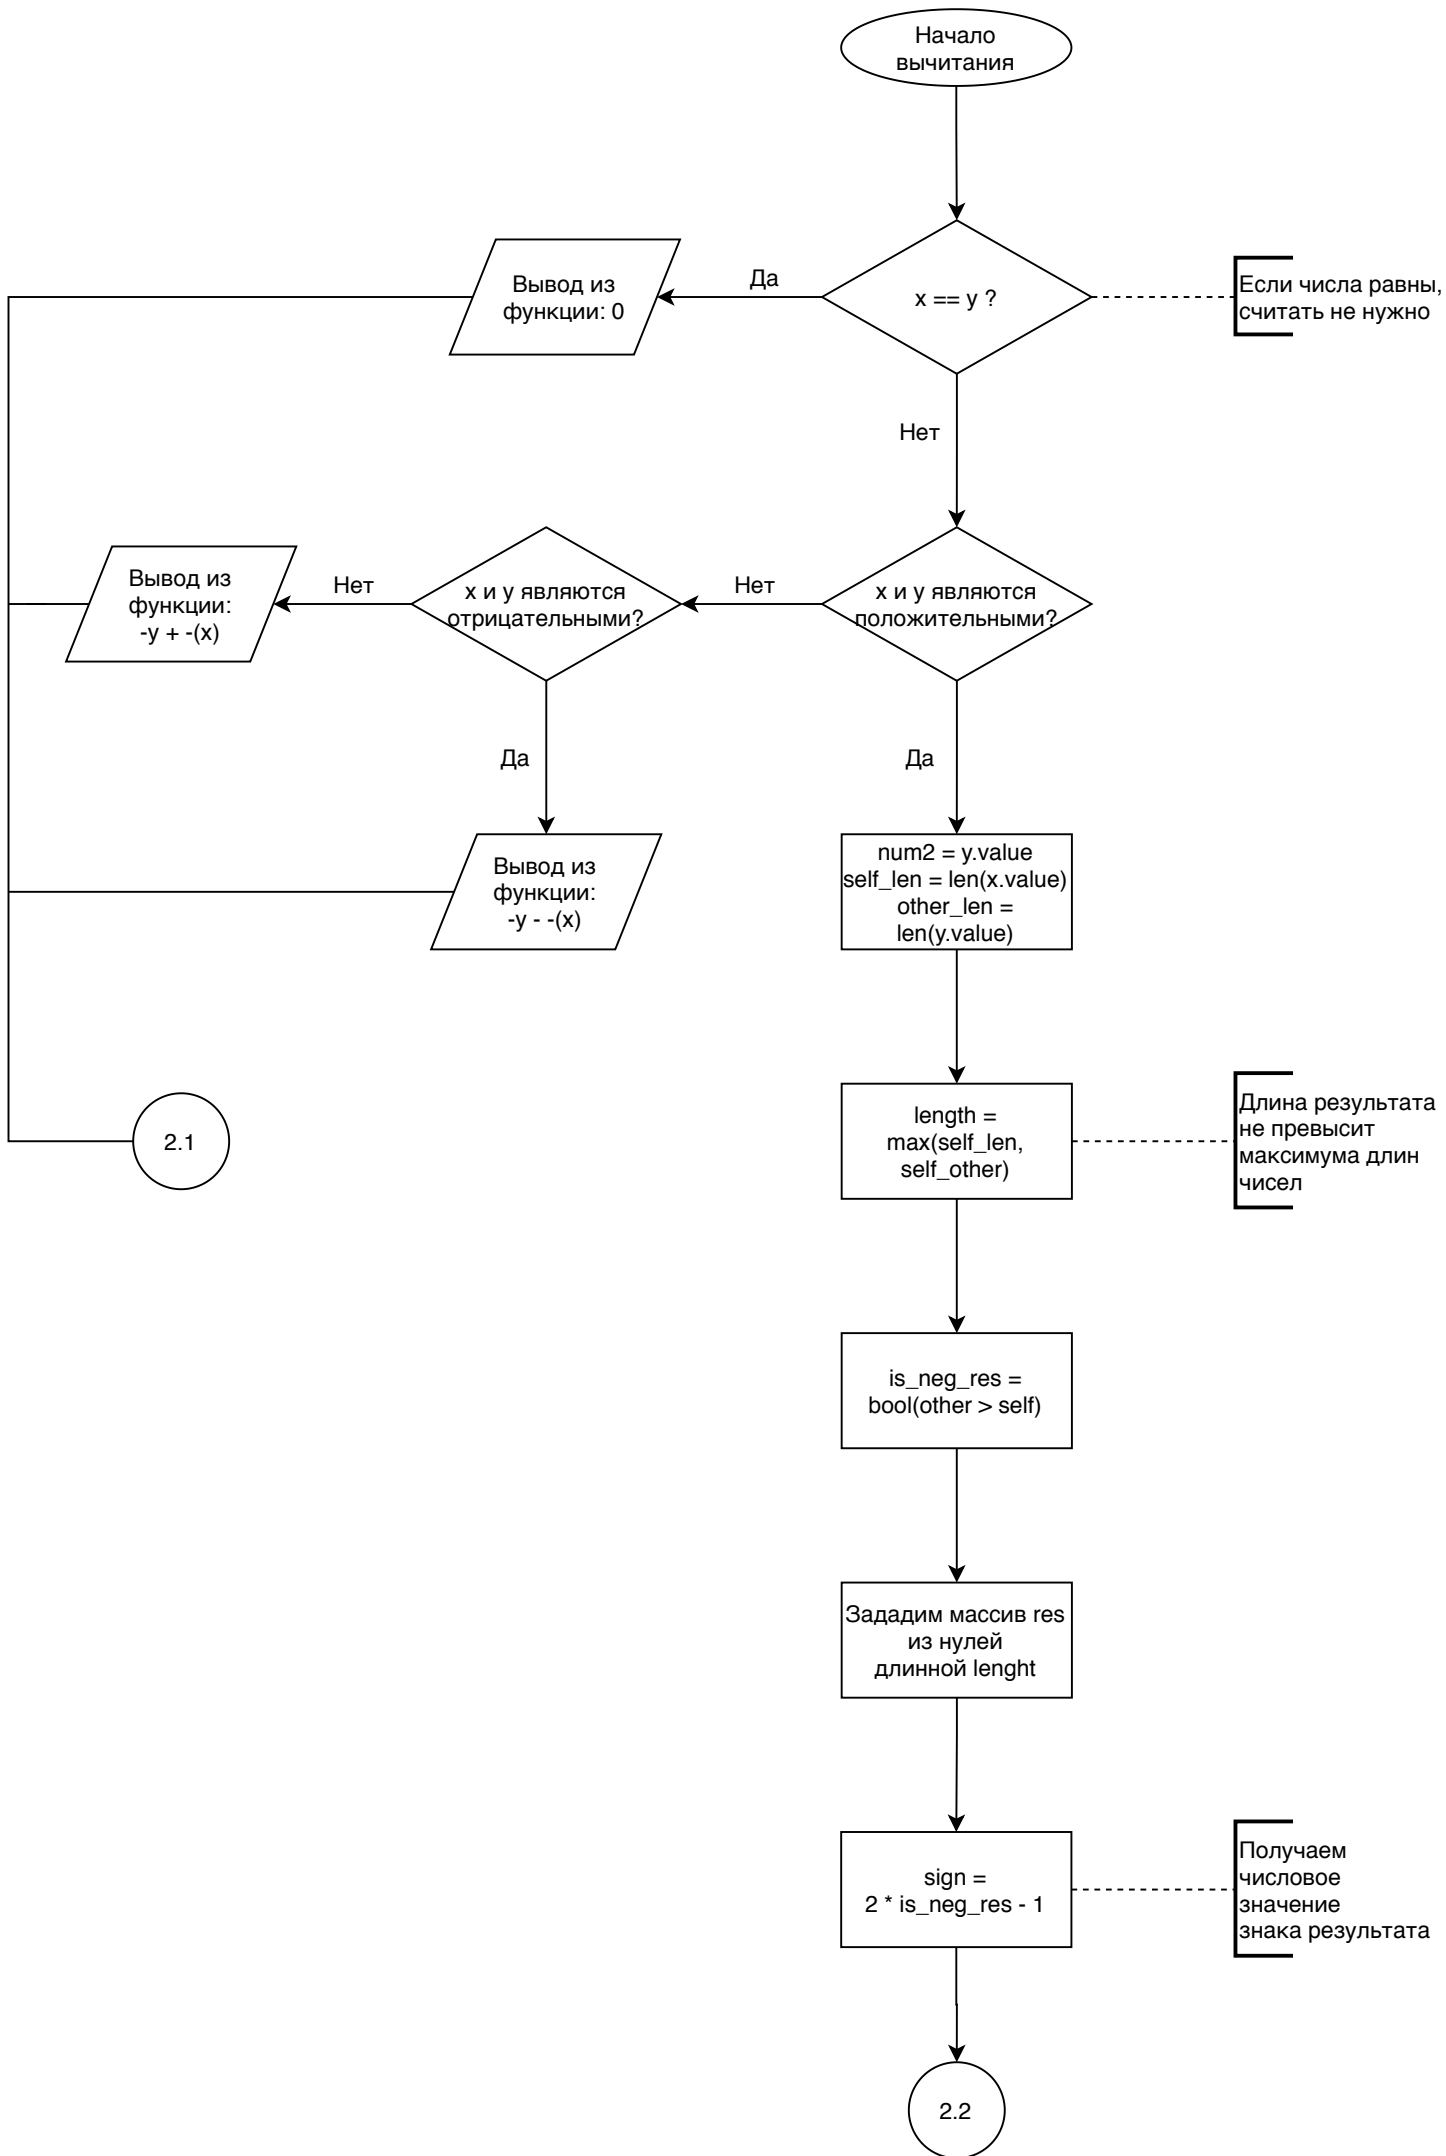 Начало
вычитания
Да
Вывод из
функции: 0
x == y ?
Если числа равны,
считать не нужно
Нет
x и y являются
положительными?
Нет
x и y являются
отрицательными?
Нет
Вывод из
функции:
-y + -(x)
Да
Вывод из
функции:
-y - -(x)
Да
num2 = y.value
self_len = len(x.value)
other_len =
len(y.value)
2.1
length =
max(self_len,
self_other)
Длина результата
не превысит
максимума длин
чисел
is_neg_res =
bool(other > self)
Зададим массив res
из нулей
длинной lenght
sign =
2 * is_neg_res - 1
Получаем
числовое
значение
знака результата
2.2